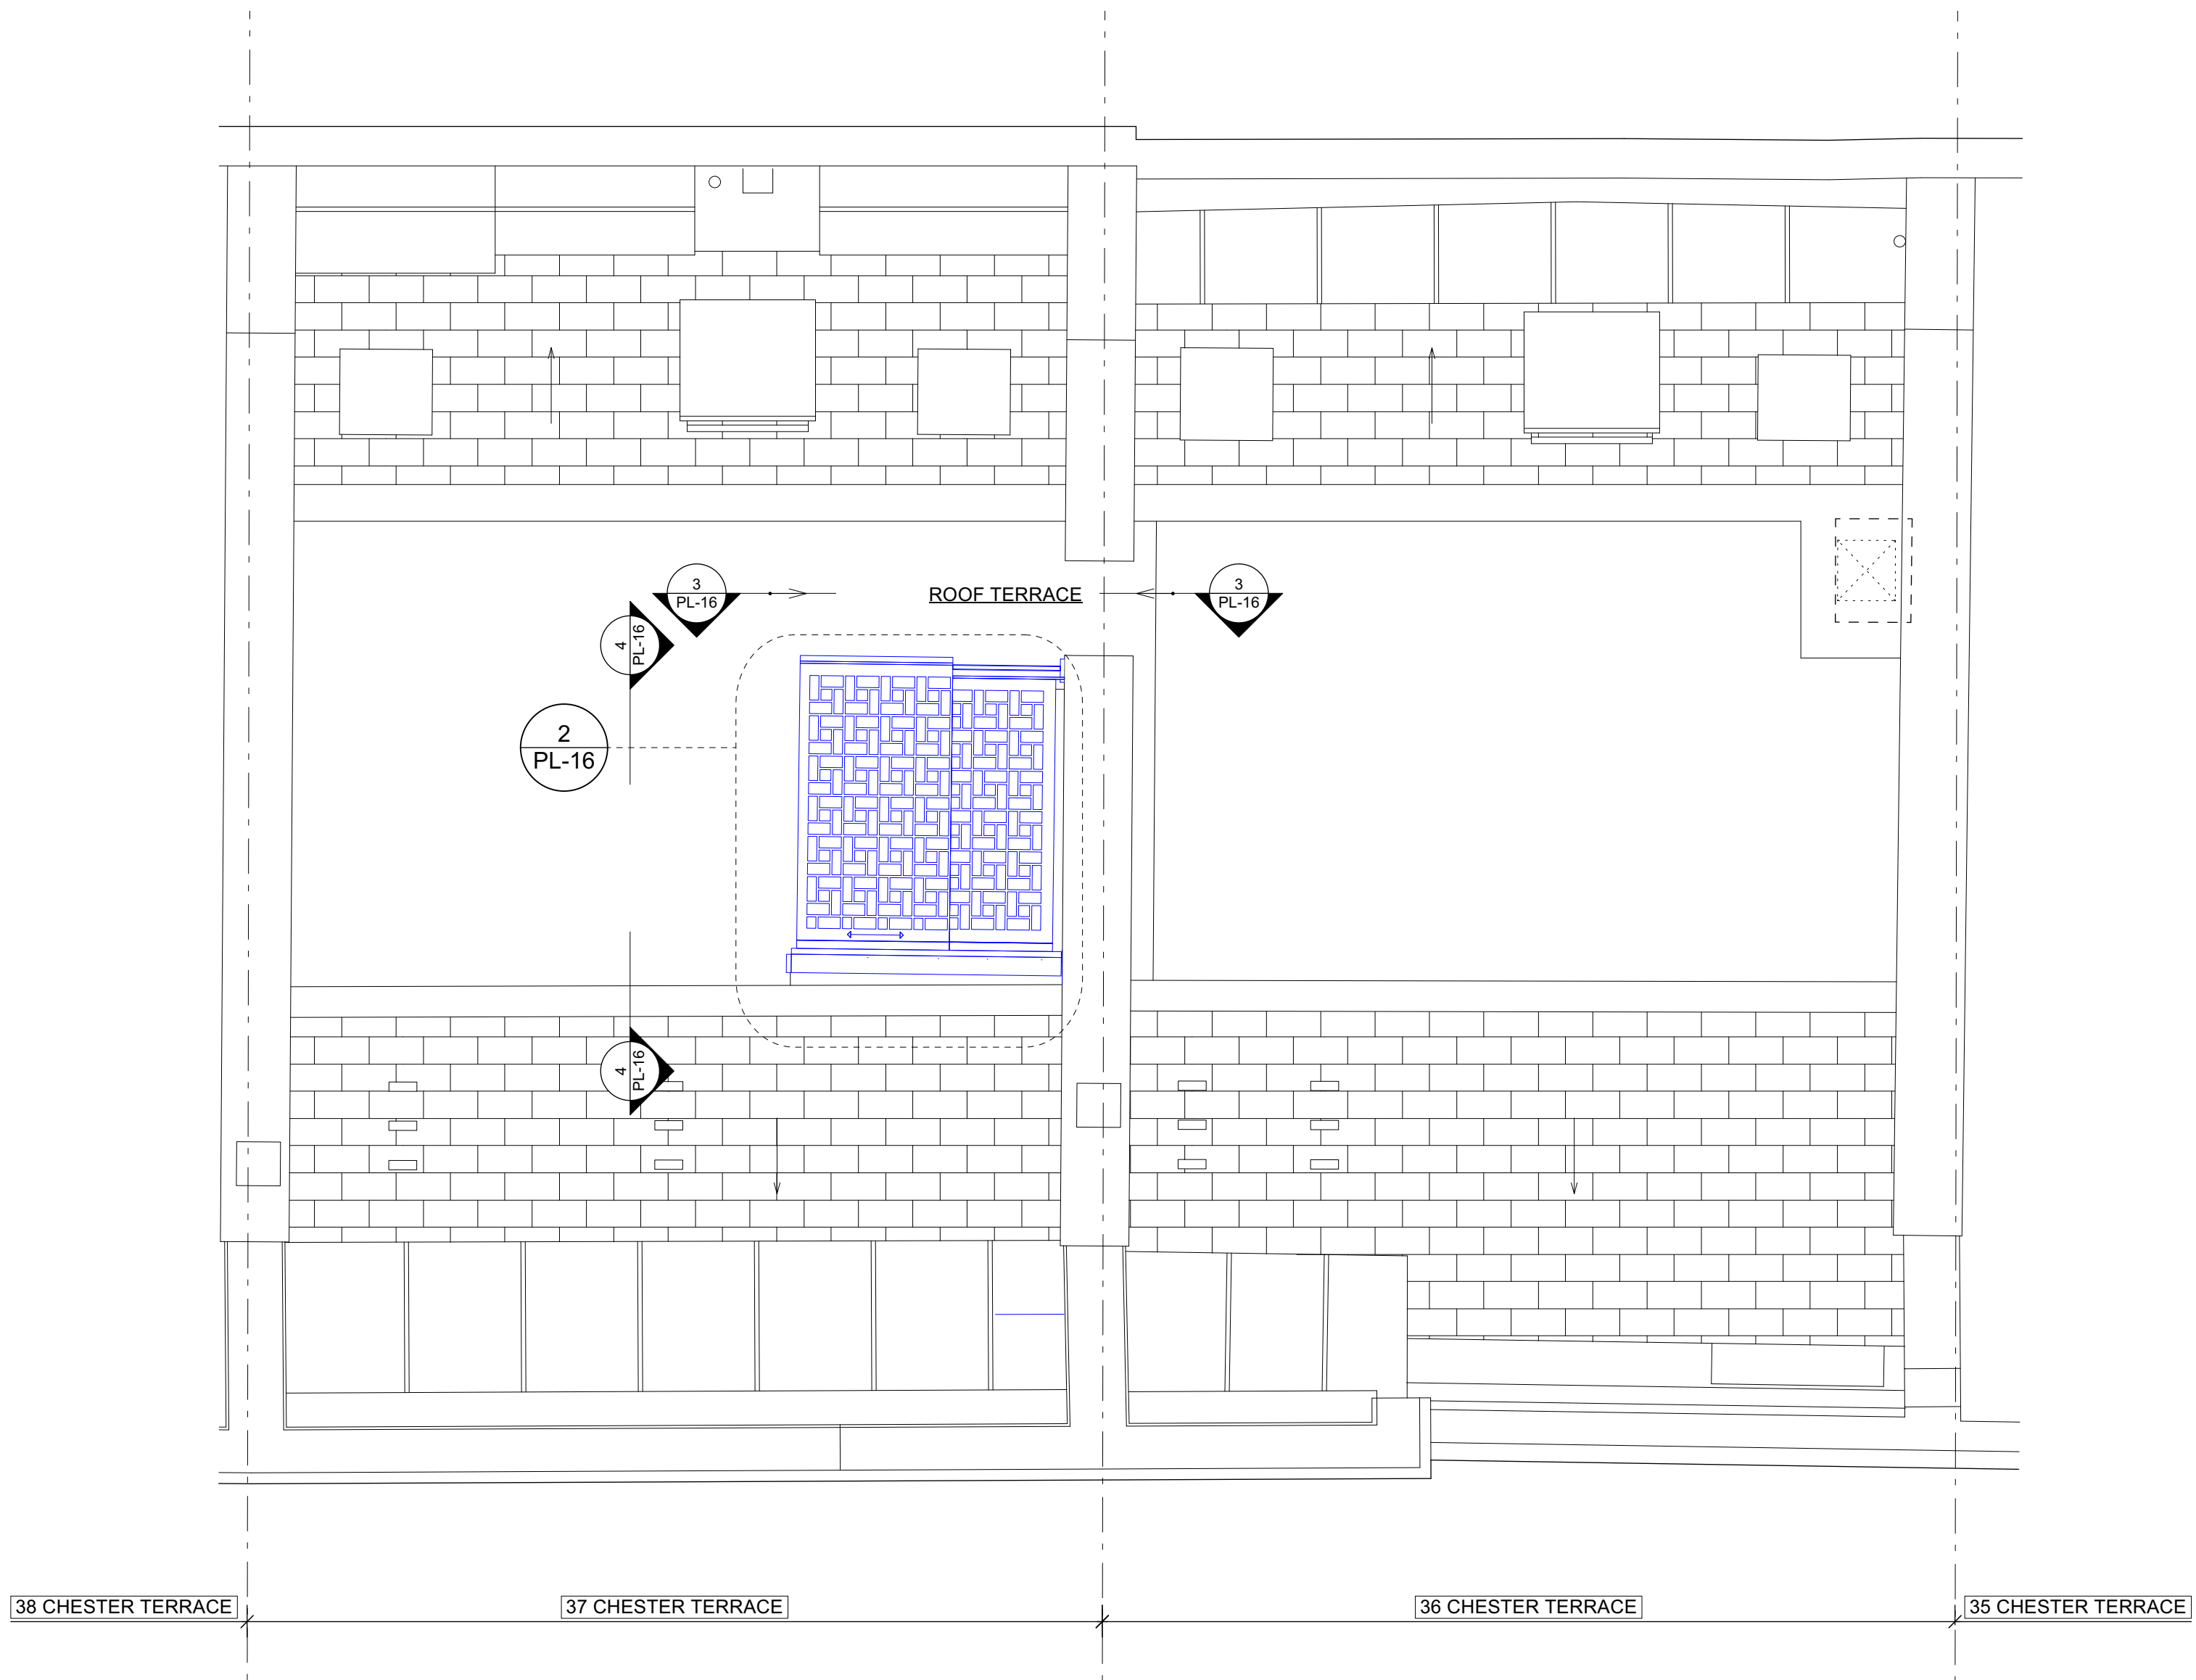 3
PL-16
ROOF TERRACE
3
PL-16
4
PL-16
2
PL-16
4
PL-16
38 CHESTER TERRACE
37 CHESTER TERRACE
36 CHESTER TERRACE
35 CHESTER TERRACE